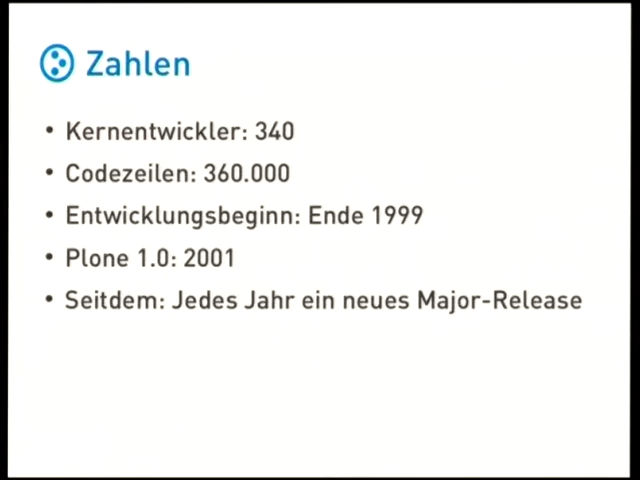 Zahlen
• Kernentwickler: 340
• Codezeilen: 360.000
• Entwicklungsbeginn: Ende 1999
• Plone 1.0: 2001
• Seitdem: Jedes Jahr ein neues Major-Release